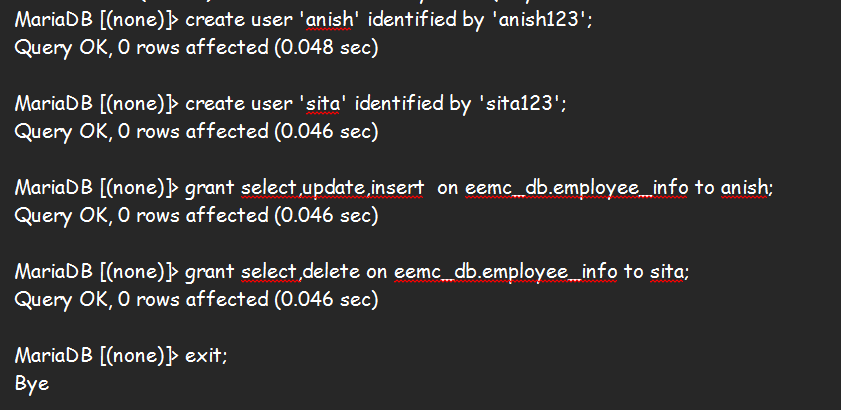 MariaDB [(none)]> create user 'anish' identified by 'anish123';
Query OK, 0 rows affected (0.048 sec)
MariaDB [(none)]> create user 'sita' identified by 'sita123';
Query OK, 0 rows affected (0.046 sec)
MariaDB [(none)]> grant select,update,insert  on eemc_db.employee_info to anish;
Query OK, 0 rows affected (0.046 sec)
MariaDB [(none)]> grant select,delete on eemc_db.employee_info to sita;
Query OK, 0 rows affected (0.046 sec)
MariaDB [(none)]> exit;
Bye